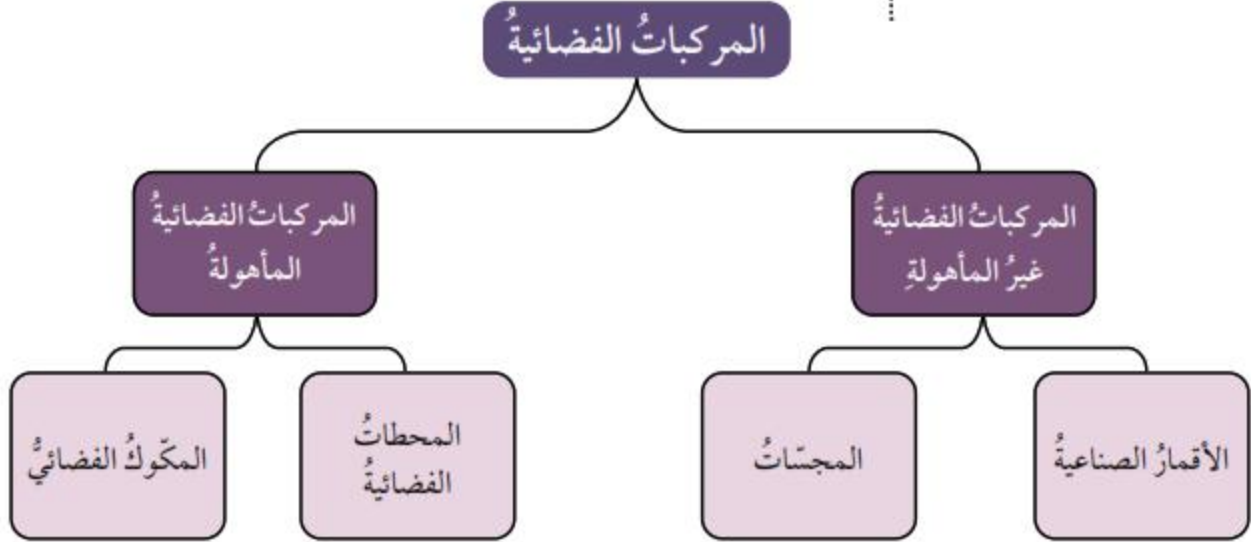 المركباتُ الفضائيةُ
المركباتُ الفضائيةُ
غيرُ المأهولةِ
المركباتُ الفضائيةُ
المأهولةُ
الأقمارُ الصناعيةُ
المجسّاتُ
المحطاتُ
الفضائيةُ
المكّوكُ الفضائيُّ